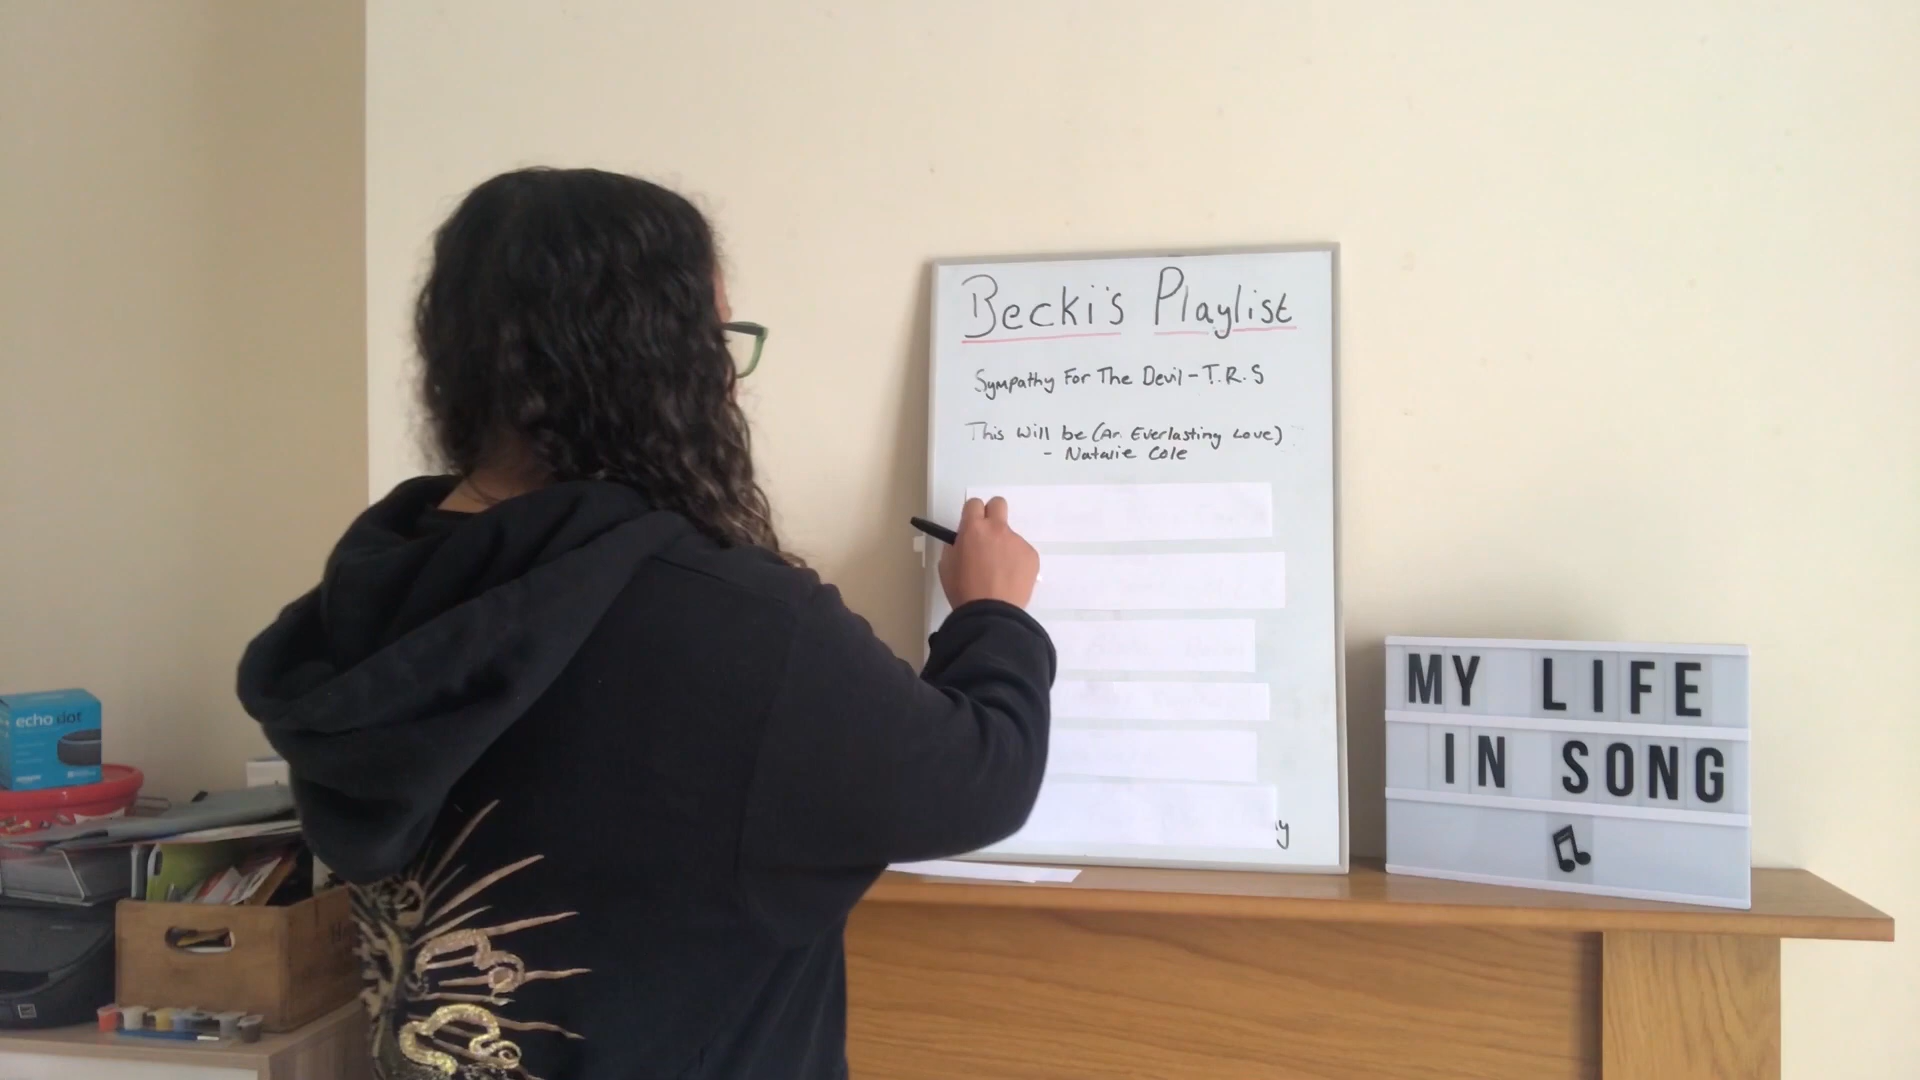 Becki's Playlist
Sympathy For The Devil - T.R.S
This Will be (An Everlasting Love)
- Natalie Cole
y
MY LIFE
IN SONG
echo dot